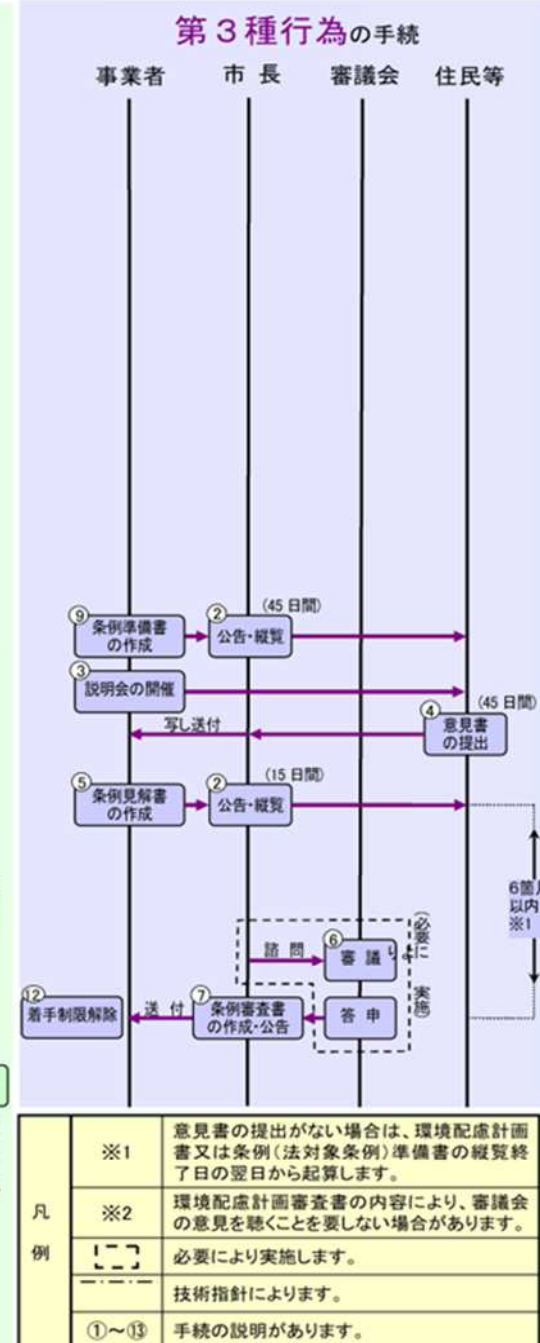 第3種行為の手続
事業者 市長 審議会 住民等
⑨ 条例準備書
の作成
② (45日間)
公告・縦覧
③ 説明会の開催
④ (45日間)
意見書
の提出
写し送付
⑤ 条例見解書
の作成
② (15日間)
公告・縦覧
6箇月
以内
※1
諮問
⑥ 審議
(必要により
実施)
⑫ 着手制限解除
送付
⑦ 条例審査書
の作成・公告
答申
凡
例
※1
意見書の提出がない場合は、環境配慮計画
書又は条例(法対象条例)準備書の縦覧終
了日の翌日から起算します。
※2
環境配慮計画審査書の内容により、審議会
の意見を聴くことを要しない場合があります。
必要により実施します。
技術指針によります。
①~⑬ 手続の説明があります。